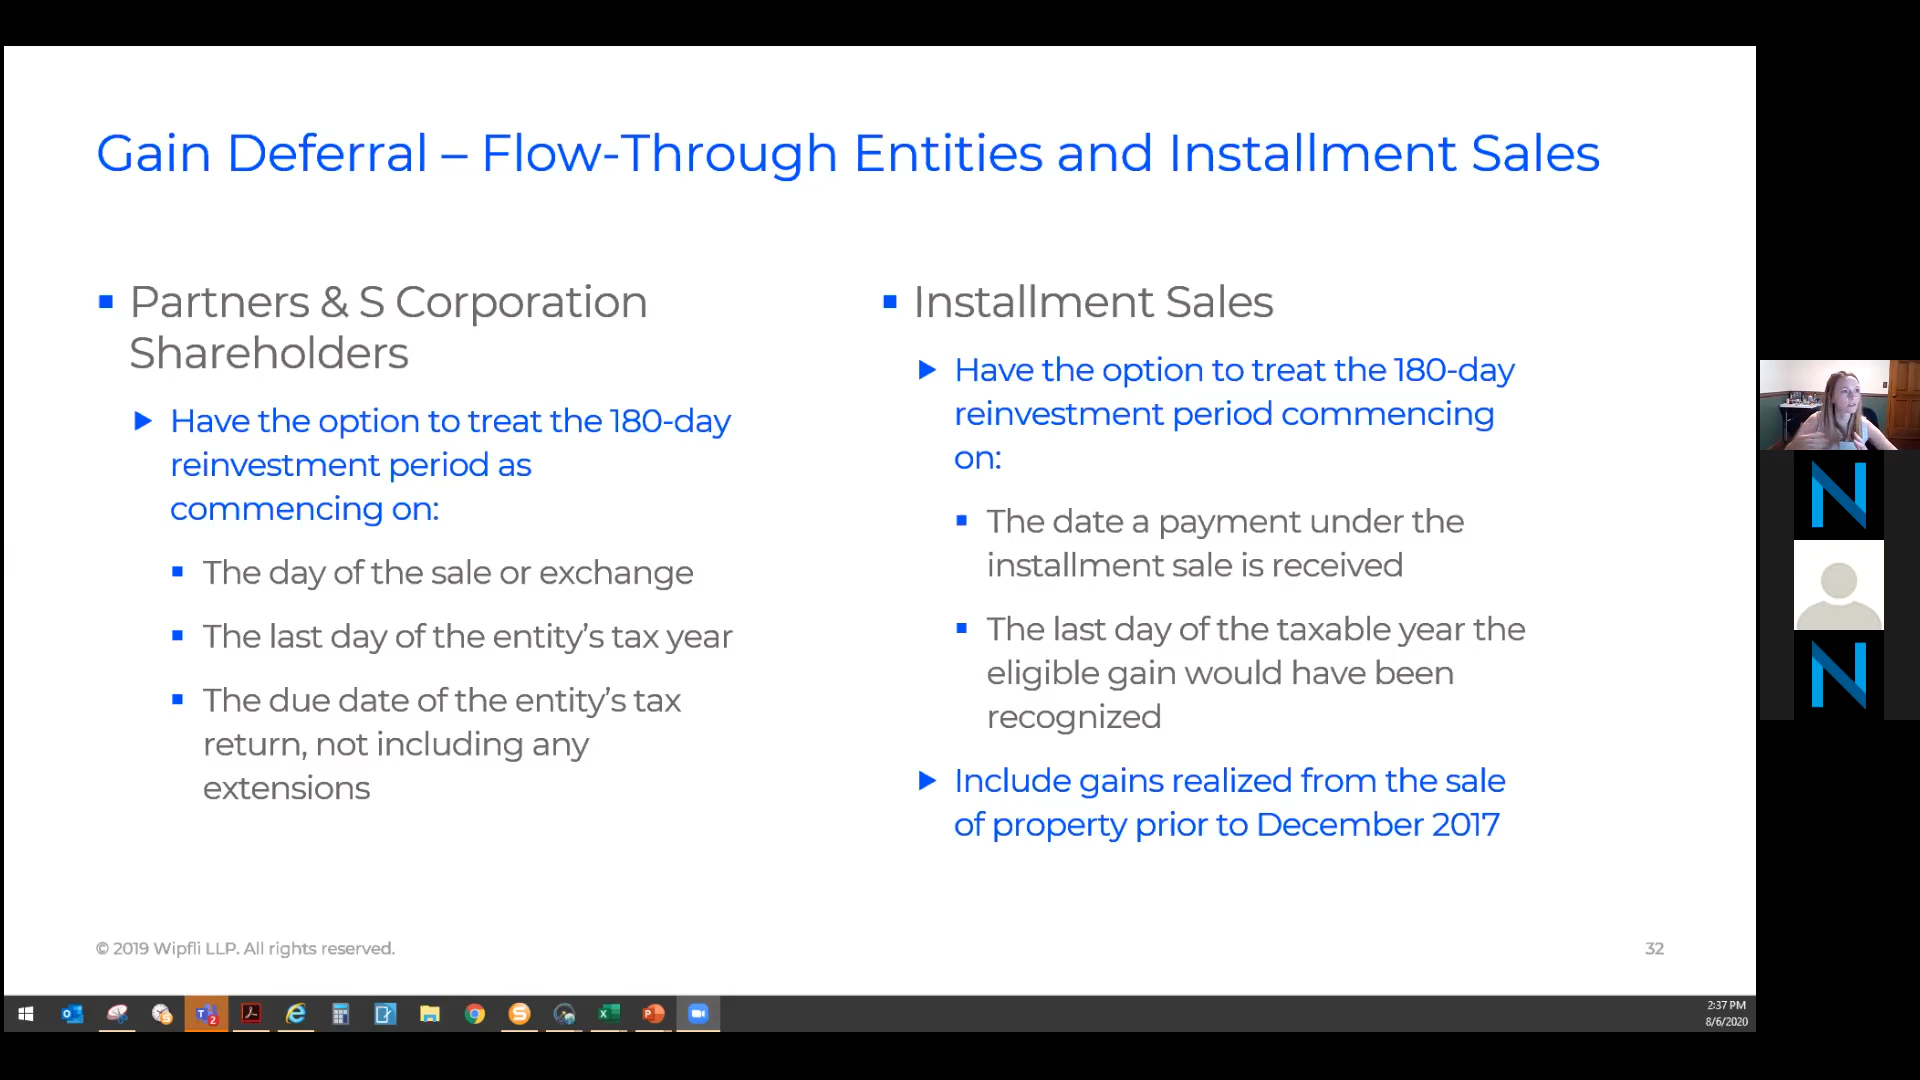 Gain Deferral – Flow-Through Entities and Installment Sales
Partners & S Corporation
Shareholders
Have the option to treat the 180-day
reinvestment period as
commencing on:
The day of the sale or exchange
The last day of the entity’s tax year
The due date of the entity’s tax
return, not including any
extensions
Installment Sales
Have the option to treat the 180-day
reinvestment period commencing
on:
The date a payment under the
installment sale is received
The last day of the taxable year the
eligible gain would have been
recognized
Include gains realized from the sale
of property prior to December 2017
© 2019 Wipfli LLP. All rights reserved.
32
2:37 PM
8/6/2020